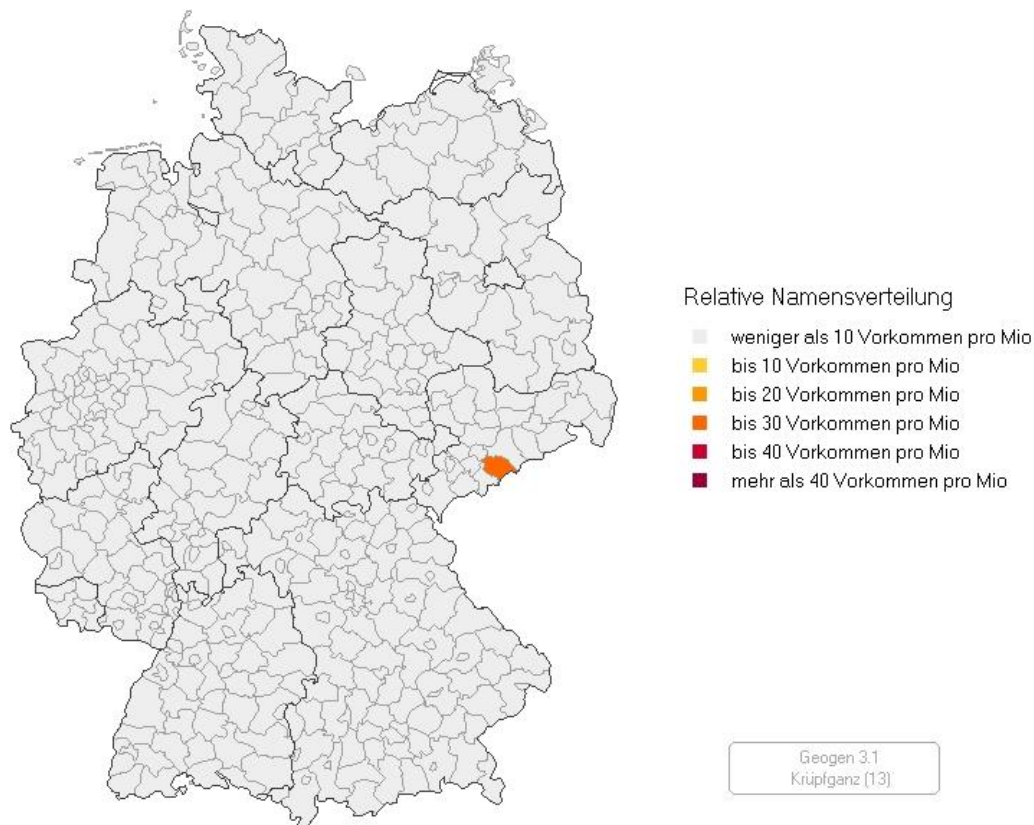 Relative Namensverteilung
weniger als 10 Vorkommen pro Mio
bis 10 Vorkommen pro Mio
bis 20 Vorkommen pro Mio
bis 30 Vorkommen pro Mio
bis 40 Vorkommen pro Mio
mehr als 40 Vorkommen pro Mio
Geogen 3.1
Krüpfganz (13)